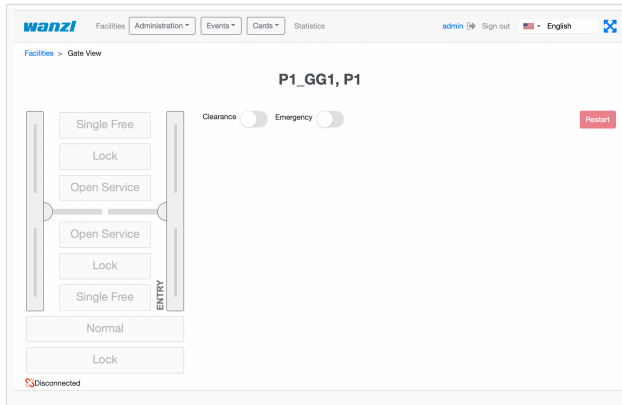 wanzl Facilities Administration Events Cards Statistics admin Sign out English
Facilities > Gate View
P1_GG1, P1
Single Free Clearance Emergency Restart
Lock
Open Service
Open Service
Lock
Single Free
ENTRY
Normal
Lock
Disconnected